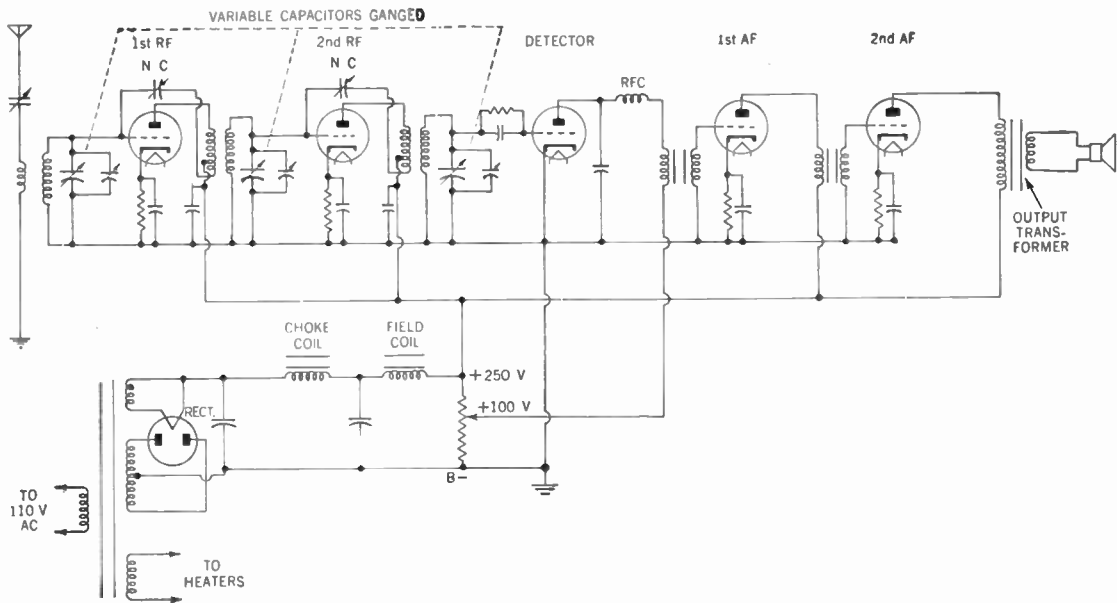 VARIABLE CAPACITORS GANGED
1st RF
2nd RF
DETECTOR
1st AF
2nd AF
N C
N C
RFC
OUTPUT
TRANS-
FORMER
CHOKE
COIL
FIELD
COIL
+250 V
+100 V
RECT.
B-
TO
110 V
AC
TO
HEATERS